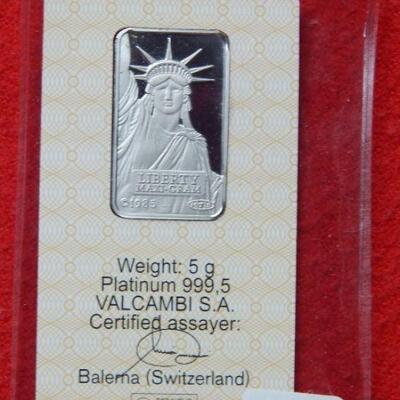 LIBERTY
MAXI-GRAM
©1985
Weight: 5 g
Platinum 999,5
VALCAMBI S.A.
Certified assayer:
Balerna (Switzerland)